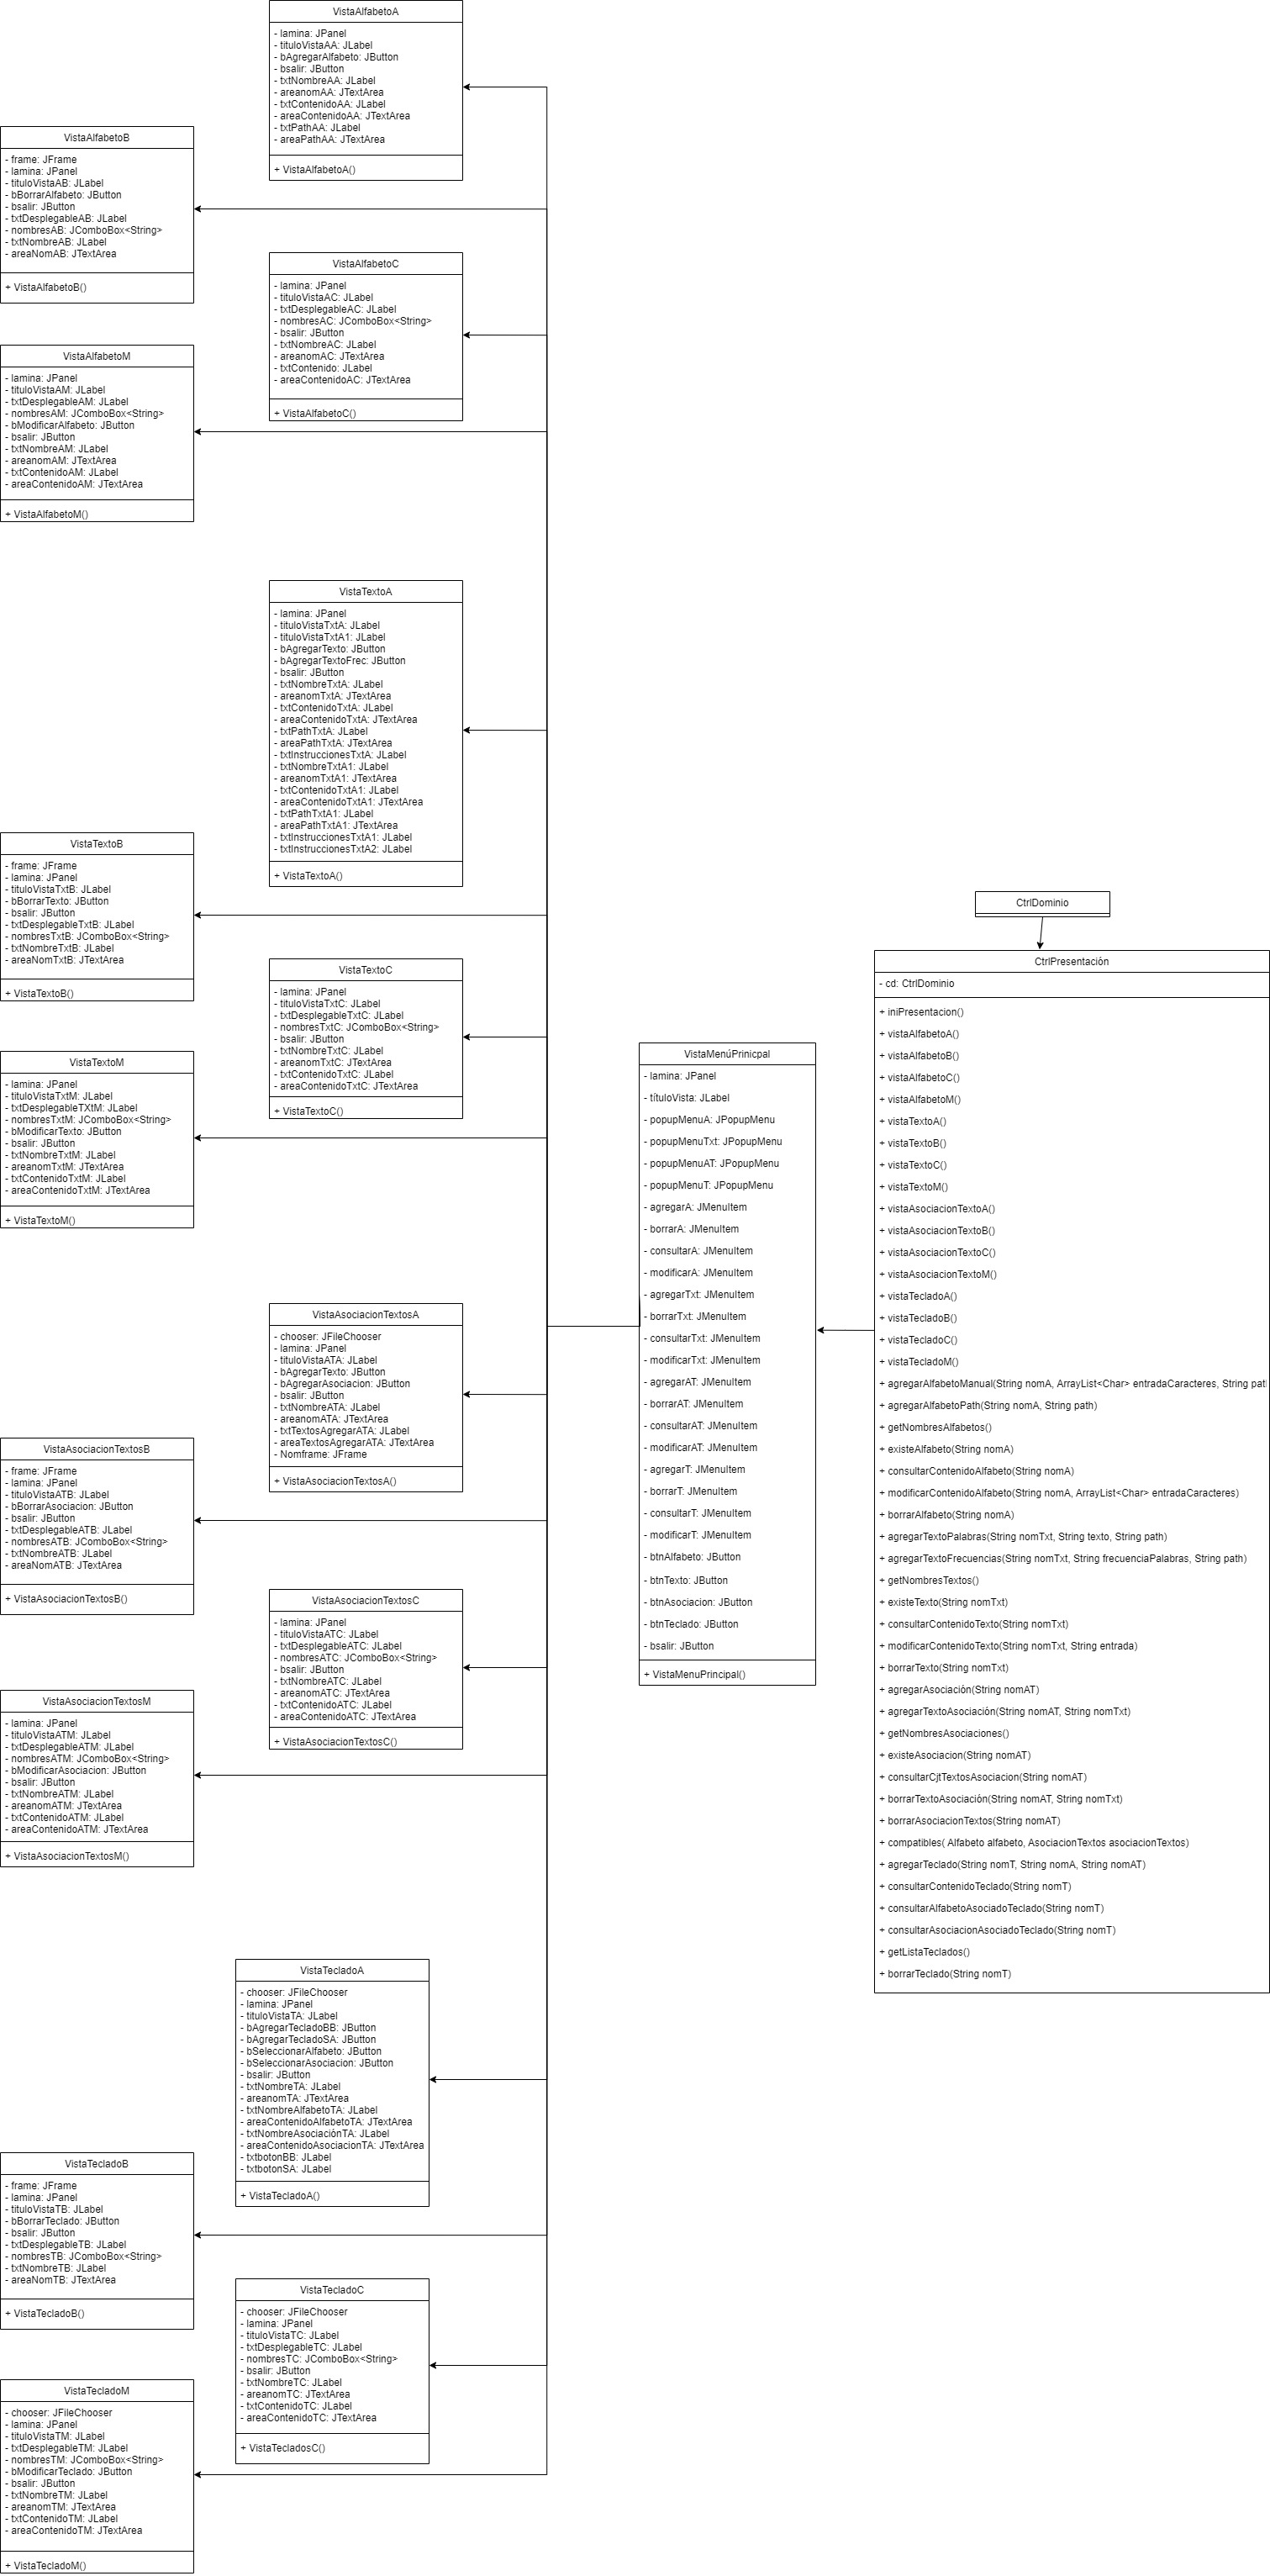 VistaAlfabetoA
- lamina: JPanel
- tituloVistaAA: JLabel
- bAgregarAlfabeto: JButton
- bsalir: JButton
- txtNombreAA: JLabel
- areanomAA: JTextArea
- txtContenidoAA: JLabel
- areaContenidoAA: JTextArea
- txtPathAA: JLabel
- areaPathAA: JTextArea
+ VistaAlfabetoA()
VistaAlfabetoB
- frame: JFrame
- lamina: JPanel
- tituloVistaAB: JLabel
- bBorrarAlfabeto: JButton
- bsalir: JButton
- txtDesplegableAB: JLabel
- nombresAB: JComboBox<String>
- txtNombreAB: JLabel
- areaNomAB: JTextArea
+ VistaAlfabetoB()
VistaAlfabetoC
- lamina: JPanel
- tituloVistaAC: JLabel
- txtDesplegableAC: JLabel
- nombresAC: JComboBox<String>
- bsalir: JButton
- txtNombreAC: JLabel
- areanomAC: JTextArea
- txtContenido: JLabel
- areaContenidoAC: JTextArea
+ VistaAlfabetoC()
VistaAlfabetoM
- lamina: JPanel
- tituloVistaAM: JLabel
- txtDesplegableAM: JLabel
- nombresAM: JComboBox<String>
- bModificarAlfabeto: JButton
- bsalir: JButton
- txtNombreAM: JLabel
- areanomAM: JTextArea
- txtContenidoAM: JLabel
- areaContenidoAM: JTextArea
+ VistaAlfabetoM()
VistaTextoA
- lamina: JPanel
- tituloVistaTxtA: JLabel
- tituloVistaTxtA1: JLabel
- bAgregarTexto: JButton
- bAgregarTextoFrec: JButton
- bsalir: JButton
- txtNombreTxtA: JLabel
- areanomTxtA: JTextArea
- txtContenidoTxtA: JLabel
- areaContenidoTxtA: JTextArea
- txtPathTxtA: JLabel
- areaPathTxtA: JTextArea
- txtInstruccionesTxtA: JLabel
- txtNombreTxtA1: JLabel
- areanomTxtA1: JTextArea
- txtContenidoTxtA1: JLabel
- areaContenidoTxtA1: JTextArea
- txtPathTxtA1: JLabel
- areaPathTxtA1: JTextArea
- txtInstruccionesTxtA1: JLabel
- txtInstruccionesTxtA2: JLabel
+ VistaTextoA()
VistaTextoB
- frame: JFrame
- lamina: JPanel
- tituloVistaTxtB: JLabel
- bBorrarTexto: JButton
- bsalir: JButton
- txtDesplegableTxtB: JLabel
- nombresTxtB: JComboBox<String>
- txtNombreTxtB: JLabel
- areaNomTxtB: JTextArea
+ VistaTextoB()
VistaTextoC
- lamina: JPanel
- tituloVistaTxtC: JLabel
- txtDesplegableTxtC: JLabel
- nombresTxtC: JComboBox<String>
- bsalir: JButton
- txtNombreTxtC: JLabel
- areanomTxtC: JTextArea
- txtContenidoTxtC: JLabel
- areaContenidoTxtC: JTextArea
+ VistaTextoC()
VistaTextoM
- lamina: JPanel
- tituloVistaTxtM: JLabel
- txtDesplegableTXtM: JLabel
- nombresTxtM: JComboBox<String>
- bModificarTexto: JButton
- bsalir: JButton
- txtNombreTxtM: JLabel
- areanomTxtM: JTextArea
- txtContenidoTxtM: JLabel
- areaContenidoTxtM: JTextArea
+ VistaTextoM()
VistaAsociacionTextosA
- chooser: JFileChooser
- lamina: JPanel
- tituloVistaATA: JLabel
- bAgregarTexto: JButton
- bAgregarAsociacion: JButton
- bsalir: JButton
- txtNombreATA: JLabel
- areanomATA: JTextArea
- txtTextosAgregarATA: JLabel
- areaTextosAgregarATA: JTextArea
- Nomframe: JFrame
+ VistaAsociacionTextosA()
VistaAsociacionTextosB
- frame: JFrame
- lamina: JPanel
- tituloVistaATB: JLabel
- bBorrarAsociacion: JButton
- bsalir: JButton
- txtDesplegableATB: JLabel
- nombresATB: JComboBox<String>
- txtNombreATB: JLabel
- areaNomATB: JTextArea
+ VistaAsociacionTextosB()
VistaAsociacionTextosC
- lamina: JPanel
- tituloVistaATC: JLabel
- txtDesplegableATC: JLabel
- nombresATC: JComboBox<String>
- bsalir: JButton
- txtNombreATC: JLabel
- areanomATC: JTextArea
- txtContenidoATC: JLabel
- areaContenidoATC: JTextArea
+ VistaAsociacionTextosC()
VistaAsociacionTextosM
- lamina: JPanel
- tituloVistaATM: JLabel
- txtDesplegableATM: JLabel
- nombresATM: JComboBox<String>
- bModificarAsociacion: JButton
- bsalir: JButton
- txtNombreATM: JLabel
- areanomATM: JTextArea
- txtContenidoATM: JLabel
- areaContenidoATM: JTextArea
+ VistaAsociacionTextosM()
VistaTecladoA
- chooser: JFileChooser
- lamina: JPanel
- tituloVistaTA: JLabel
- bAgregarTecladoBB: JButton
- bAgregarTecladoSA: JButton
- bSeleccionarAlfabeto: JButton
- bSeleccionarAsociacion: JButton
- bsalir: JButton
- txtNombreTA: JLabel
- areanomTA: JTextArea
- txtNombreAlfabetoTA: JLabel
- areaContenidoAlfabetoTA: JTextArea
- txtNombreAsociaciónTA: JLabel
- areaContenidoAsociacionTA: JTextArea
- txtbotonBB: JLabel
- txtbotonSA: JLabel
+ VistaTecladoA()
VistaTecladoB
- frame: JFrame
- lamina: JPanel
- tituloVistaTB: JLabel
- bBorrarTeclado: JButton
- bsalir: JButton
- txtDesplegableTB: JLabel
- nombresTB: JComboBox<String>
- txtNombreTB: JLabel
- areaNomTB: JTextArea
+ VistaTecladoB()
VistaTecladoC
- chooser: JFileChooser
- lamina: JPanel
- tituloVistaTC: JLabel
- txtDesplegableTC: JLabel
- nombresTC: JComboBox<String>
- bsalir: JButton
- txtNombreTC: JLabel
- areanomTC: JTextArea
- txtContenidoTC: JLabel
- areaContenidoTC: JTextArea
+ VistaTecladosC()
VistaTecladoM
- chooser: JFileChooser
- lamina: JPanel
- tituloVistaTM: JLabel
- txtDesplegableTM: JLabel
- nombresTM: JComboBox<String>
- bModificarTeclado: JButton
- bsalir: JButton
- txtNombreTM: JLabel
- areanomTM: JTextArea
- txtContenidoTM: JLabel
- areaContenidoTM: JTextArea
+ VistaTecladoM()
VistaMenúPrinicpal
- lamina: JPanel
- títuloVista: JLabel
- popupMenuA: JPopupMenu
- popupMenuTxt: JPopupMenu
- popupMenuAT: JPopupMenu
- popupMenuT: JPopupMenu
- agregarA: JMenuItem
- borrarA: JMenuItem
- consultarA: JMenuItem
- modificarA: JMenuItem
- agregarTxt: JMenuItem
- borrarTxt: JMenuItem
- consultarTxt: JMenuItem
- modificarTxt: JMenuItem
- agregarAT: JMenuItem
- borrarAT: JMenuItem
- consultarAT: JMenuItem
- modificarAT: JMenuItem
- agregarT: JMenuItem
- borrarT: JMenuItem
- consultarT: JMenuItem
- modificarT: JMenuItem
- btnAlfabeto: JButton
- btnTexto: JButton
- btnAsociacion: JButton
- btnTeclado: JButton
- bsalir: JButton
+ VistaMenuPrincipal()
CtrlDominio
CtrlPresentación
- cd: CtrlDominio
+ iniPresentacion()
+ vistaAlfabetoA()
+ vistaAlfabetoB()
+ vistaAlfabetoC()
+ vistaAlfabetoM()
+ vistaTextoA()
+ vistaTextoB()
+ vistaTextoC()
+ vistaTextoM()
+ vistaAsociacionTextoA()
+ vistaAsociacionTextoB()
+ vistaAsociacionTextoC()
+ vistaAsociacionTextoM()
+ vistaTecladoA()
+ vistaTecladoB()
+ vistaTecladoC()
+ vistaTecladoM()
+ agregarAlfabetoManual(String nomA, ArrayList<Char> entradaCaracteres, String pat
+ agregarAlfabetoPath(String nomA, String path)
+ getNombresAlfabetos()
+ existeAlfabeto(String nomA)
+ consultarContenidoAlfabeto(String nomA)
+ modificarContenidoAlfabeto(String nomA, ArrayList<Char> entradaCaracteres)
+ borrarAlfabeto(String nomA)
+ agregarTextoPalabras(String nomTxt, String texto, String path)
+ agregarTextoFrecuencias(String nomTxt, String frecuenciaPalabras, String path)
+ getNombresTextos()
+ existeTexto(String nomTxt)
+ consultarContenidoTexto(String nomTxt)
+ modificarContenidoTexto(String nomTxt, String entrada)
+ borrarTexto(String nomTxt)
+ agregarAsociación(String nomAT)
+ agregarTextoAsociación(String nomAT, String nomTxt)
+ getNombresAsociaciones()
+ existeAsociacion(String nomAT)
+ consultarCjtTextosAsociacion(String nomAT)
+ borrarTextoAsociación(String nomAT, String nomTxt)
+ borrarAsociacionTextos(String nomAT)
+ compatibles( Alfabeto alfabeto, AsociacionTextos asociacionTextos)
+ agregarTeclado(String nomT, String nomA, String nomAT)
+ consultarContenidoTeclado(String nomT)
+ consultarAlfabetoAsociadoTeclado(String nomT)
+ consultarAsociacionAsociadoTeclado(String nomT)
+ getListaTeclados()
+ borrarTeclado(String nomT)